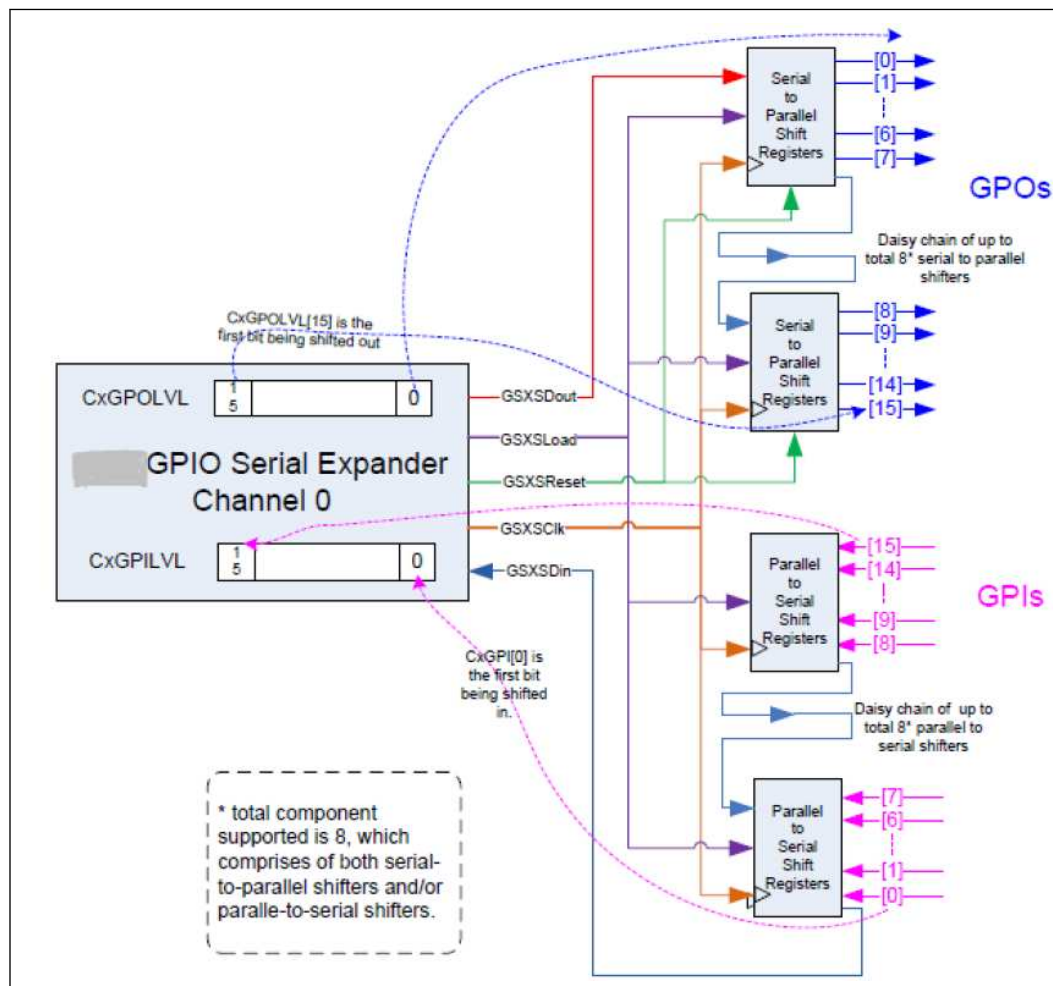 Serial
to
Parallel
Shift
Registers
[0]
[1]
[6]
[7]
GPOs
Daisy chain of up to
total 8* serial to parallel
shifters
Serial
to
Parallel
Shift
Registers
[8]
[9]
[14]
[15]
CxGPOLVL[15] is the
first bit being shifted out
CxGPOLVL
1
5
0
GSXSDout
GSXSLoad
GPIO Serial Expander
Channel 0
GSXSReset
GSXSClk
CxGPILVL
1
5
0
GSXSDin
Parallel
to
Serial
Shift
Registers
[15]
[14]
[9]
[8]
GPIs
CxGPI[0] is
the first bit
being shifted
in.
Daisy chain of up to
total 8* parallel to
serial shifters
Parallel
to
Serial
Shift
Registers
[7]
[6]
[1]
[0]
* total component
supported is 8, which
comprises of both serial-
to-parallel shifters and/or
paralle-to-serial shifters.